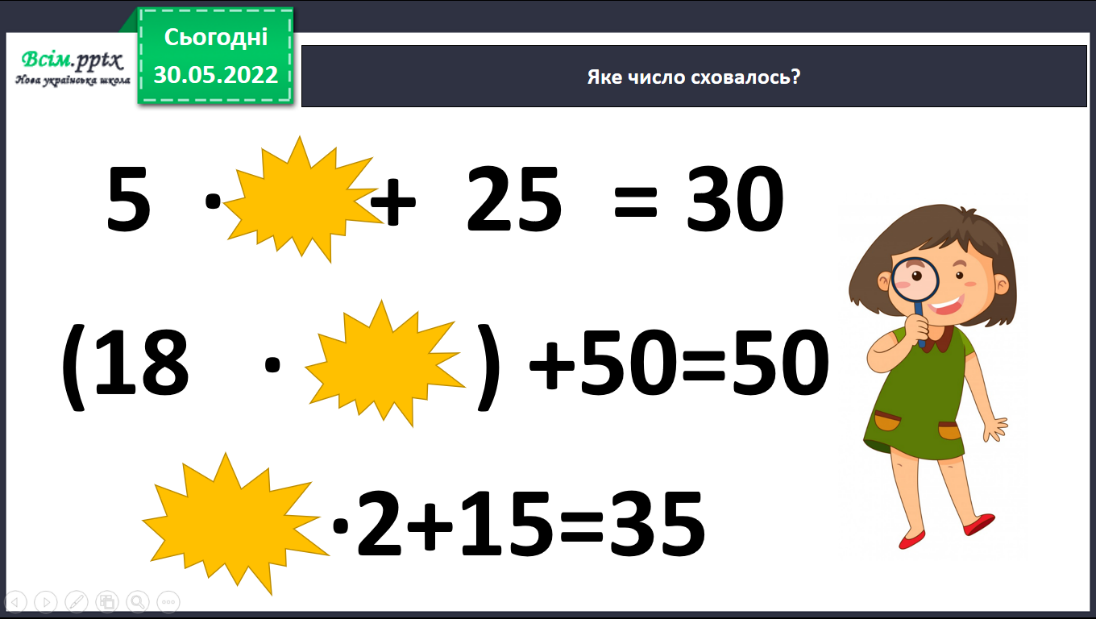 Всім.pptx
Нова українська школа
Сьогодні
30.05.2022
Яке число сховалось?
5 · + 25 = 30
(18 · ) +50=50
·2+15=35